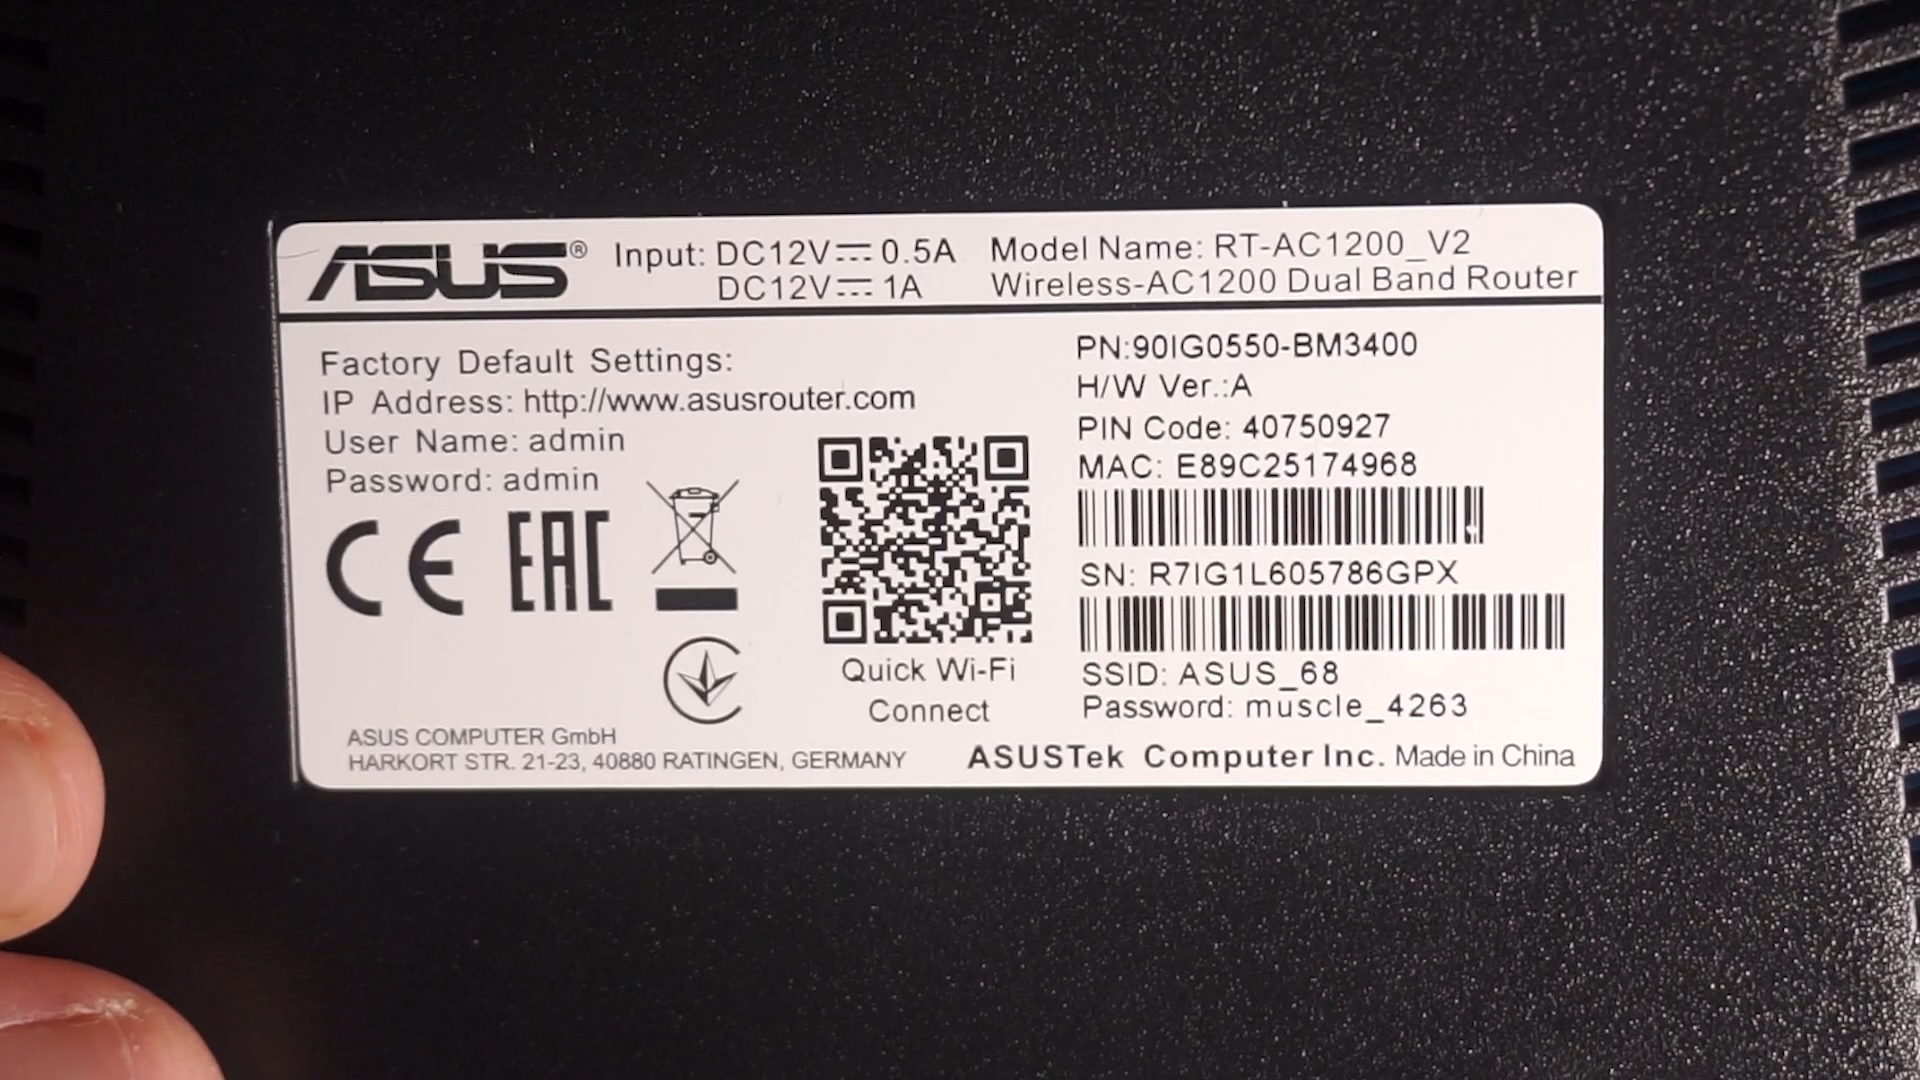 ASUS® Input: DC12V⎓0.5A Model Name: RT-AC1200_V2
DC12V⎓1A Wireless-AC1200 Dual Band Router
Factory Default Settings:
IP Address: http://www.asusrouter.com
User Name: admin
Password: admin
CE EAC
Quick Wi-Fi
Connect
PN:90IG0550-BM3400
H/W Ver.:A
PIN Code: 40750927
MAC: E89C25174968
SN: R7IG1L605786GPX
SSID: ASUS_68
Password: muscle_4263
ASUS COMPUTER GmbH
HARKORT STR. 21-23, 40880 RATINGEN, GERMANY
ASUSTek Computer Inc. Made in China